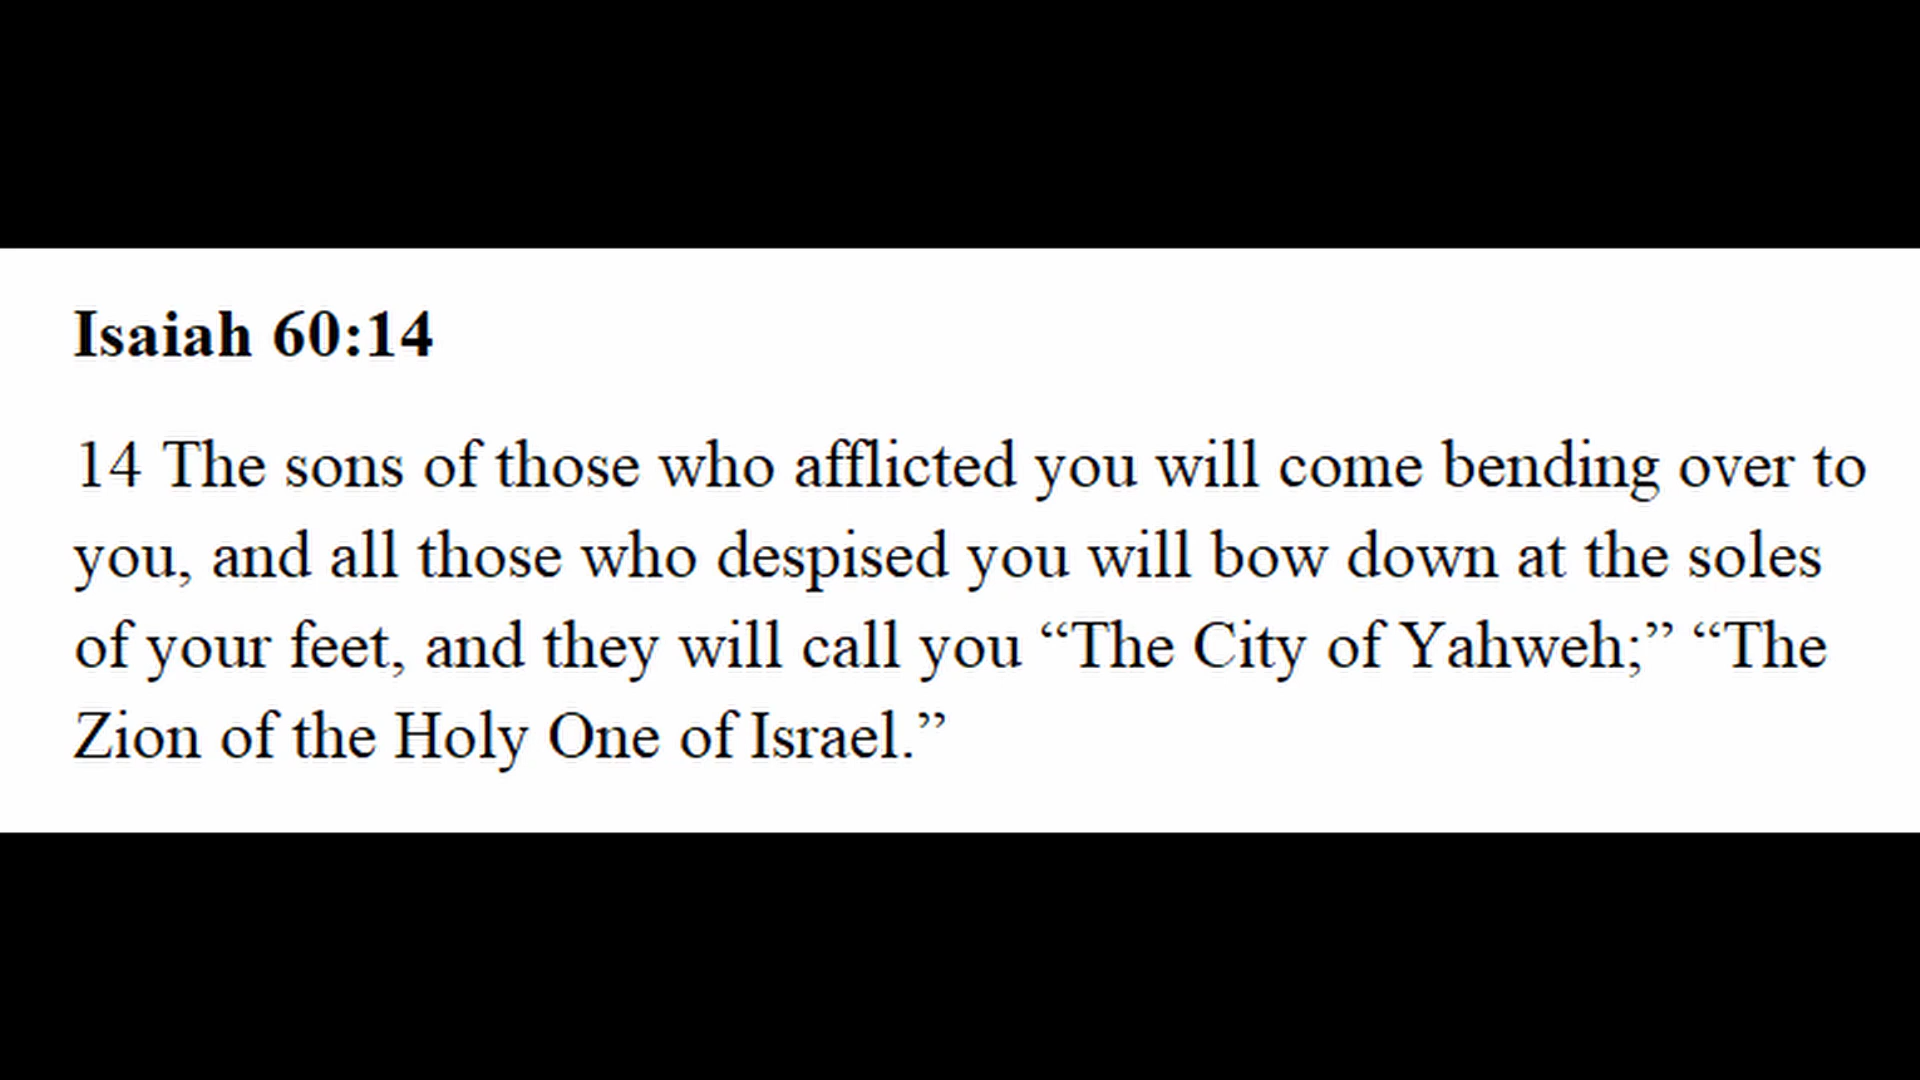 Isaiah 60:14
14 The sons of those who afflicted you will come bending over to
you, and all those who despised you will bow down at the soles
of your feet, and they will call you “The City of Yahweh;” “The
Zion of the Holy One of Israel.”